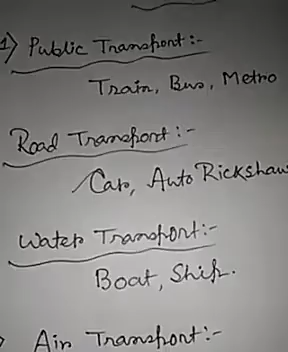 1) Public Transport:-
Train, Bus, Metro
Road Transport:-
Car, Auto Rickshaw
Water Transport:-
Boat, Ship.
Air Transport:-